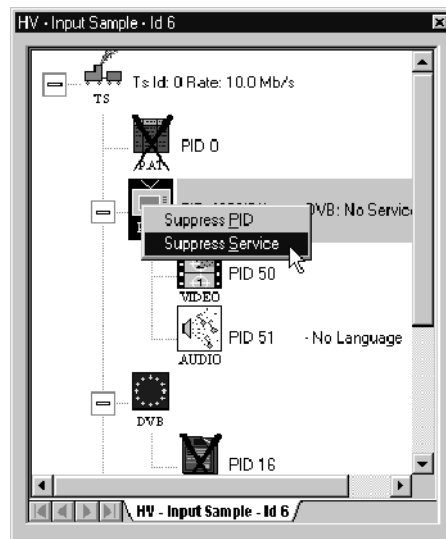 HV - Input Sample - Id 6
Ts Id: 0 Rate: 10.0 Mb/s
TS
PID 0
PAT
DVB: No Servic
Suppress PID
Suppress Service
PID 50
VIDEO
PID 51 - No Language
AUDIO
DVB
PID 16
HV - Input Sample - Id 6